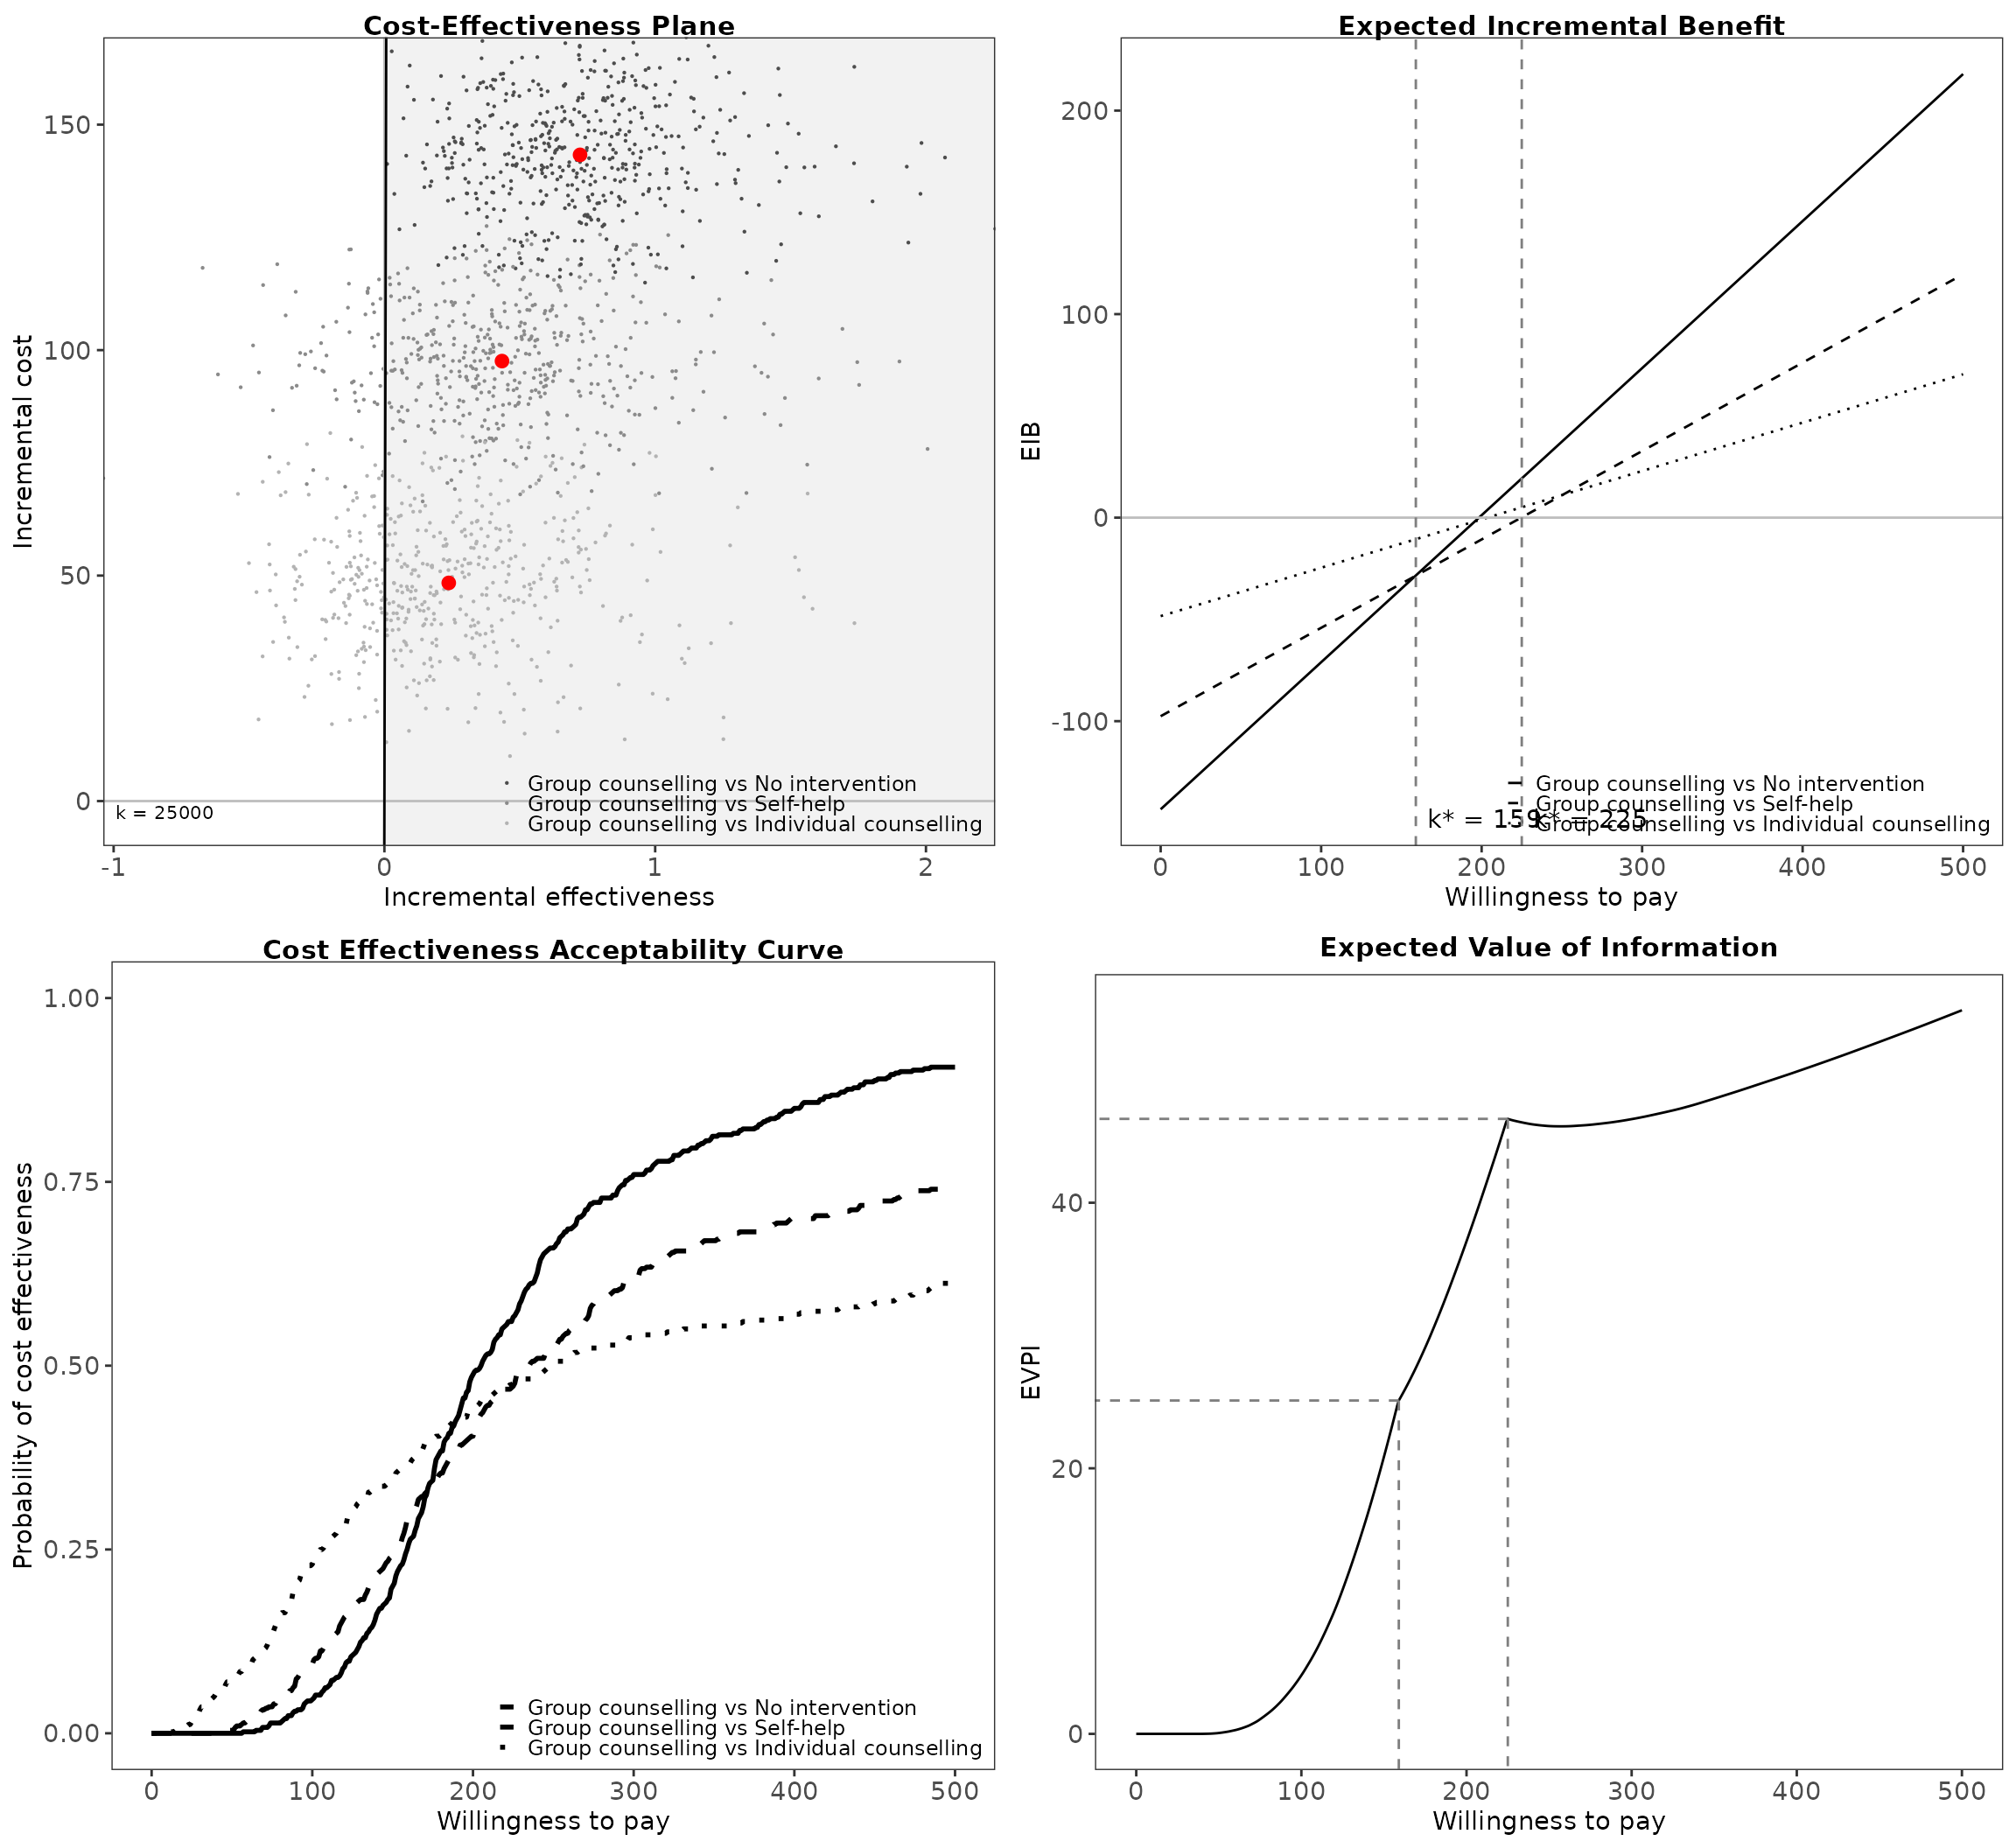 Cost-Effectiveness Plane
150
100
50
0
Incremental cost
k = 25000
Group counselling vs No intervention
Group counselling vs Self-help
Group counselling vs Individual counselling
-1 0 1 2
Incremental effectiveness
Expected Incremental Benefit
200
100
0
-100
EIB
Group counselling vs No intervention
Group counselling vs Self-help
k* = 159 k* = 225
Group counselling vs Individual counselling
0 100 200 300 400 500
Willingness to pay
Cost Effectiveness Acceptability Curve
1.00
0.75
0.50
0.25
0.00
Probability of cost effectiveness
Group counselling vs No intervention
Group counselling vs Self-help
Group counselling vs Individual counselling
0 100 200 300 400 500
Willingness to pay
Expected Value of Information
40
20
0
EVPI
0 100 200 300 400 500
Willingness to pay